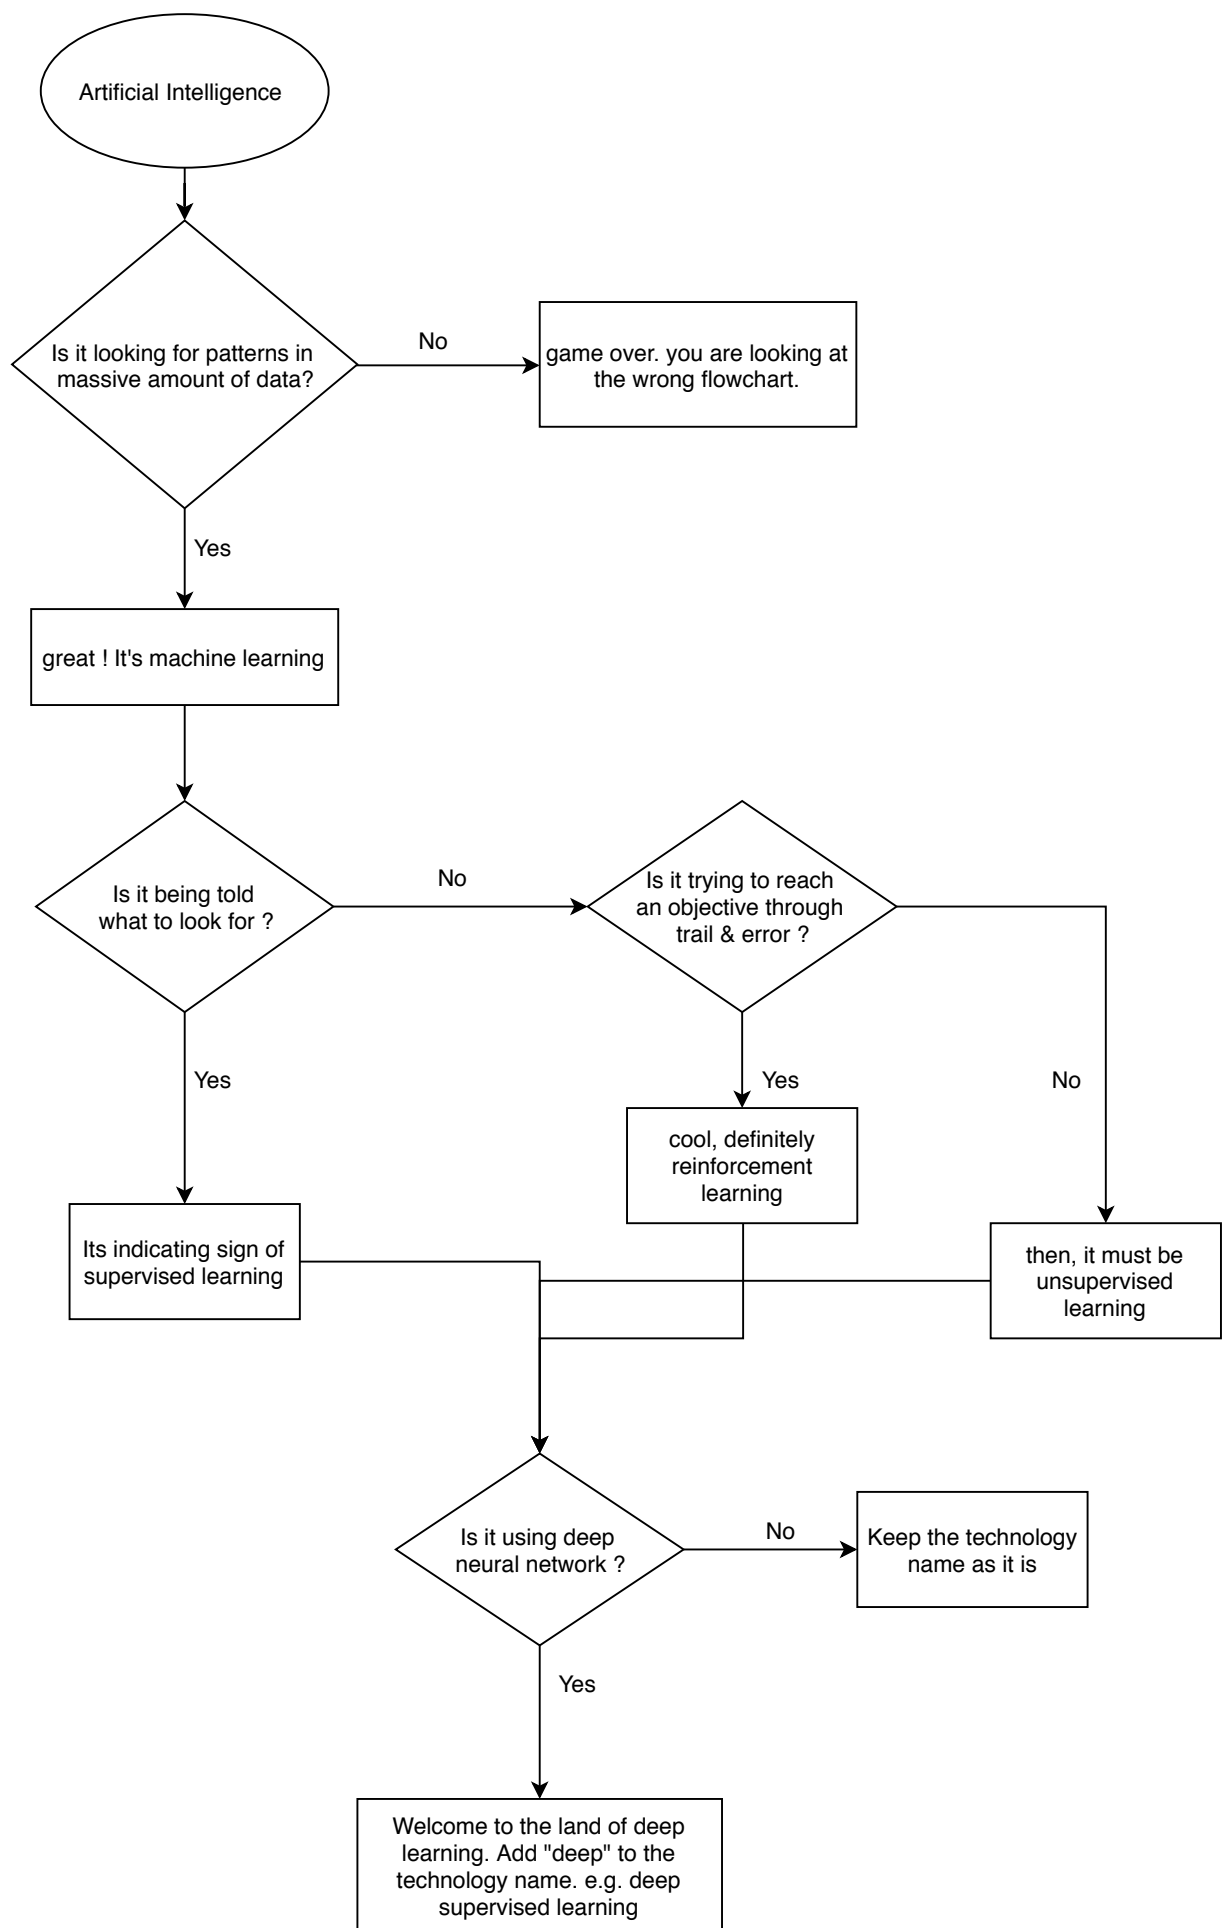 Artificial Intelligence
Is it looking for patterns in
massive amount of data?
No
game over. you are looking at
the wrong flowchart.
Yes
great ! It's machine learning
Is it being told
what to look for ?
No
Is it trying to reach
an objective through
trail & error ?
Yes
Yes
No
cool, definitely
reinforcement
learning
Its indicating sign of
supervised learning
then, it must be
unsupervised
learning
Is it using deep
neural network ?
No
Keep the technology
name as it is
Yes
Welcome to the land of deep
learning. Add "deep" to the
technology name. e.g. deep
supervised learning